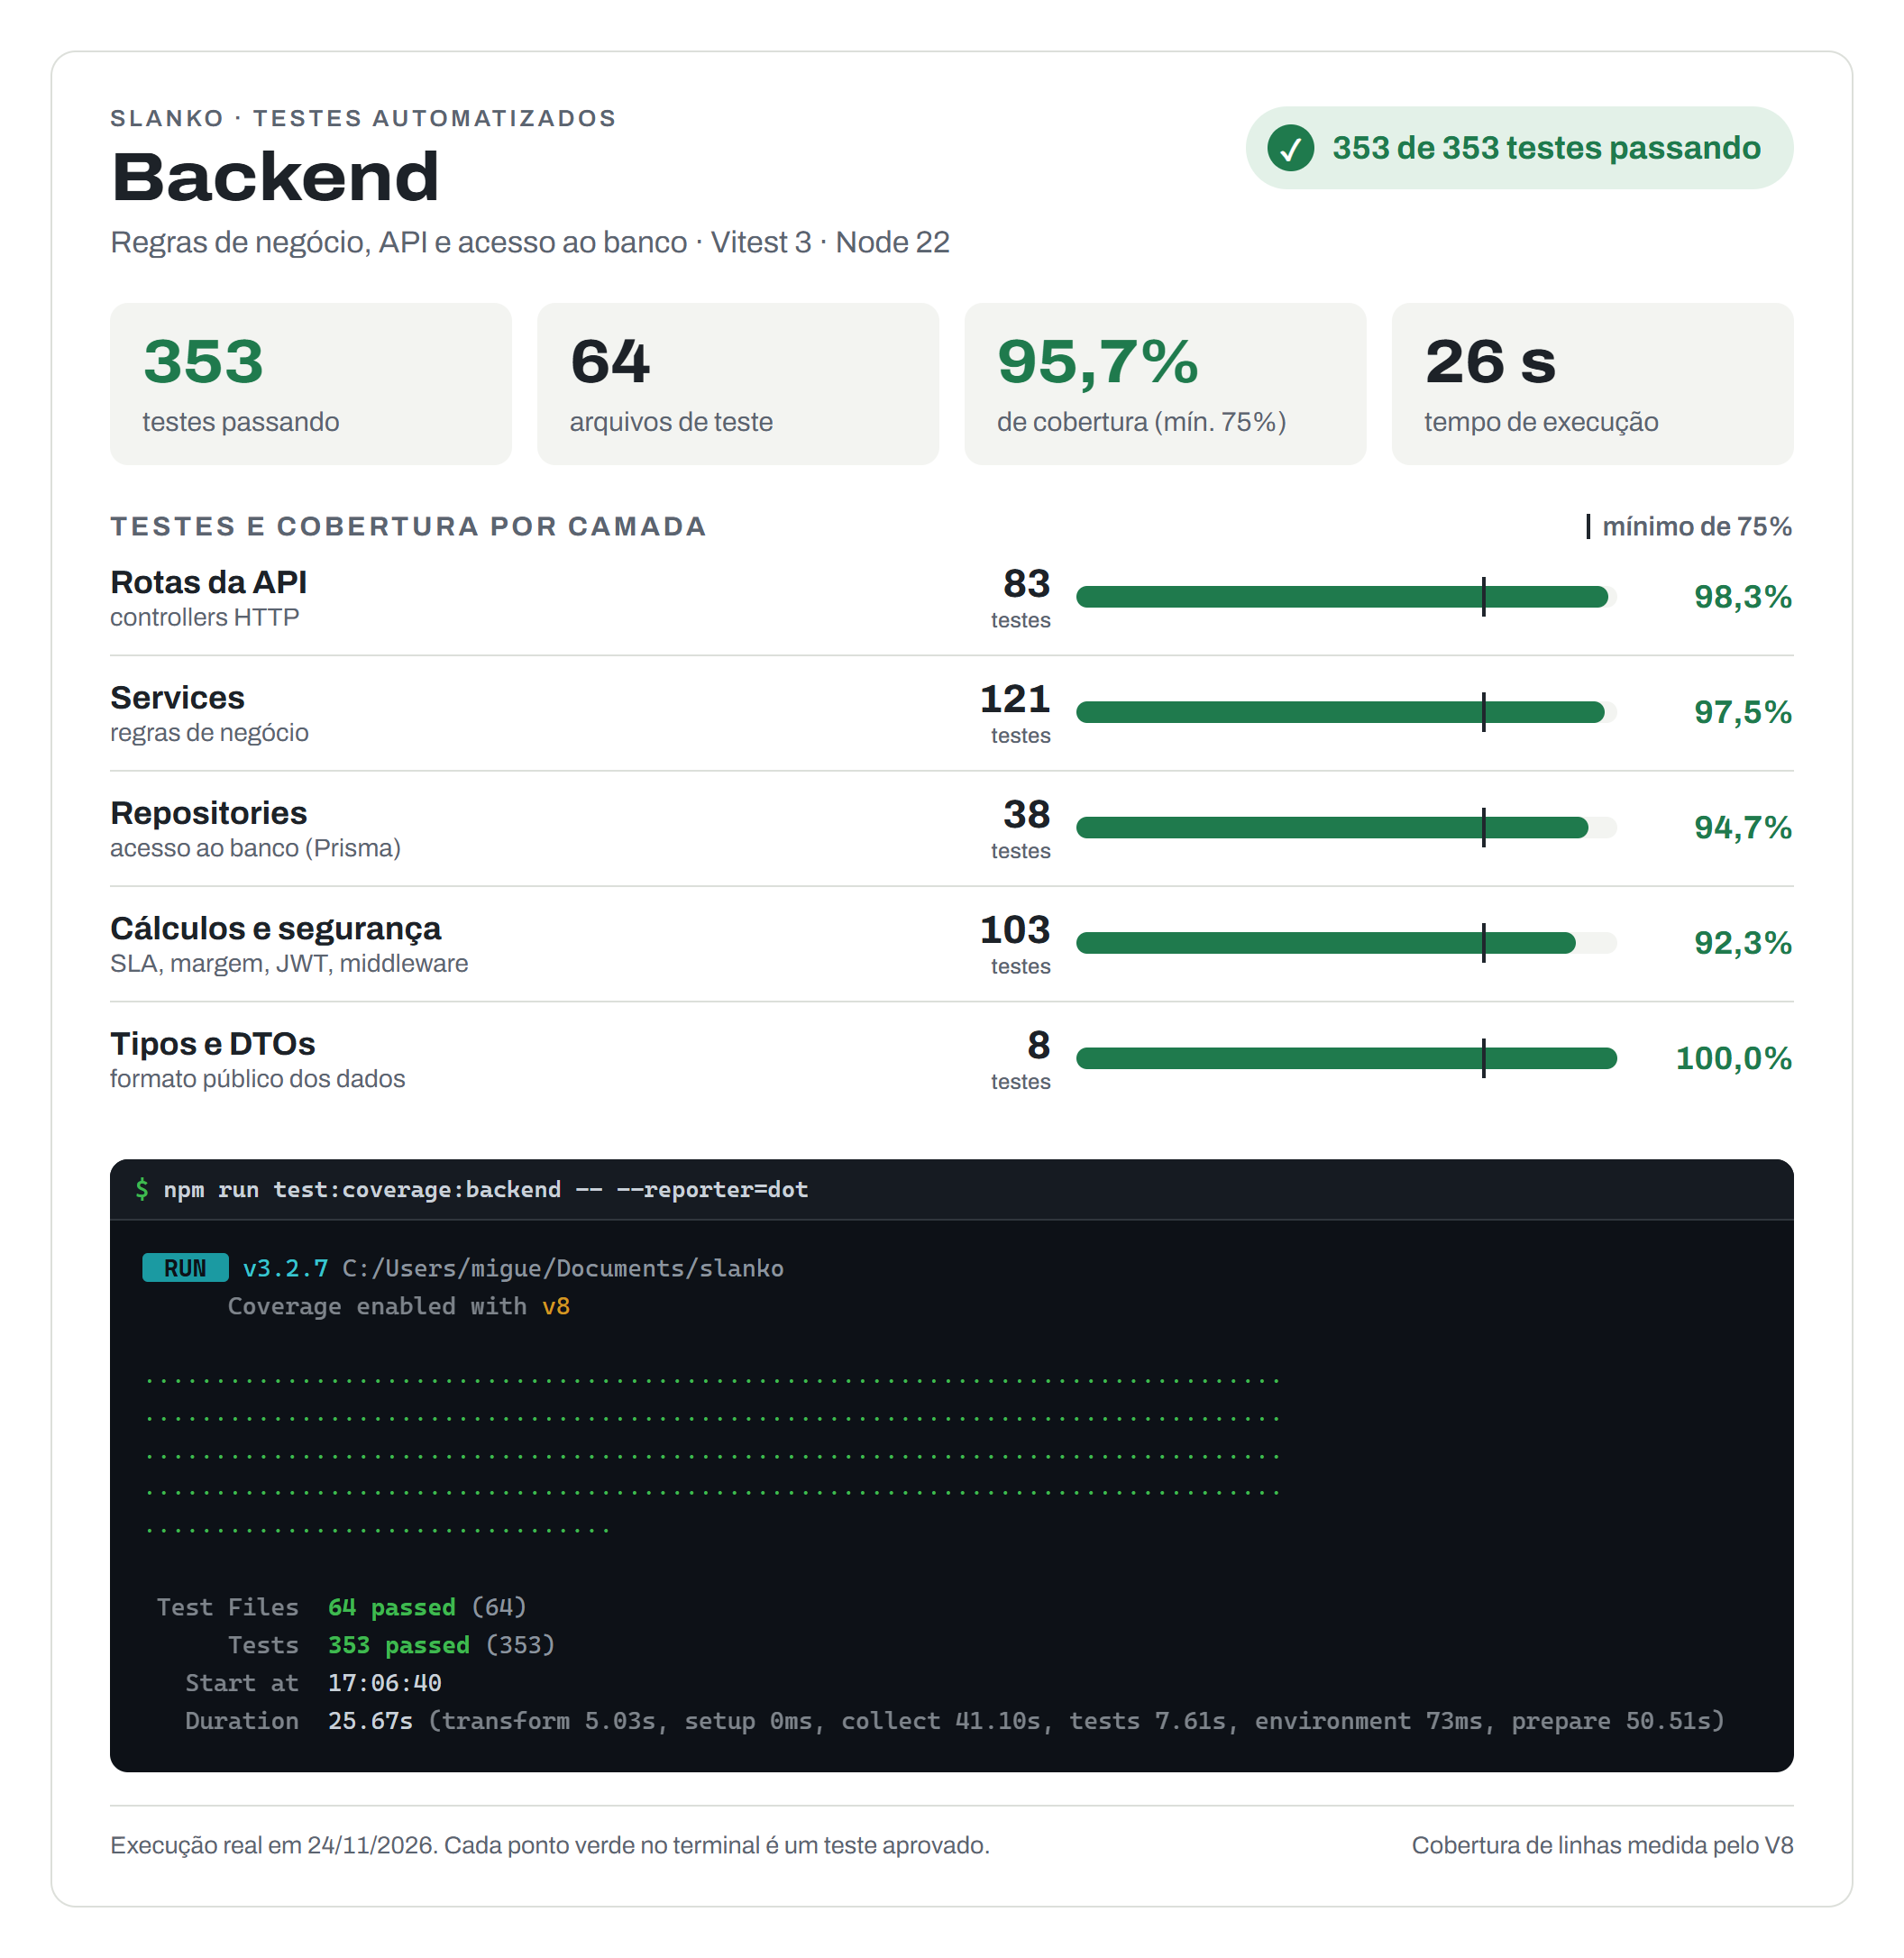 SLANKO · TESTES AUTOMATIZADOS
Backend
Regras de negócio, API e acesso ao banco · Vitest 3 · Node 22
✓ 353 de 353 testes passando
353
testes passando
64
arquivos de teste
95,7%
de cobertura (mín. 75%)
26 s
tempo de execução
TESTES E COBERTURA POR CAMADA
mínimo de 75%
Rotas da API
controllers HTTP
83
testes
98,3%
Services
regras de negócio
121
testes
97,5%
Repositories
acesso ao banco (Prisma)
38
testes
94,7%
Cálculos e segurança
SLA, margem, JWT, middleware
103
testes
92,3%
Tipos e DTOs
formato público dos dados
8
testes
100,0%
$ npm run test:coverage:backend -- --reporter=dot
RUN v3.2.7 C:/Users/migue/Documents/slanko
Coverage enabled with v8
················································································
················································································
················································································
················································································
·································
Test Files 64 passed (64)
Tests 353 passed (353)
Start at 17:06:40
Duration 25.67s (transform 5.03s, setup 0ms, collect 41.10s, tests 7.61s, environment 73ms, prepare 50.51s)
Execução real em 24/11/2026. Cada ponto verde no terminal é um teste aprovado.
Cobertura de linhas medida pelo V8